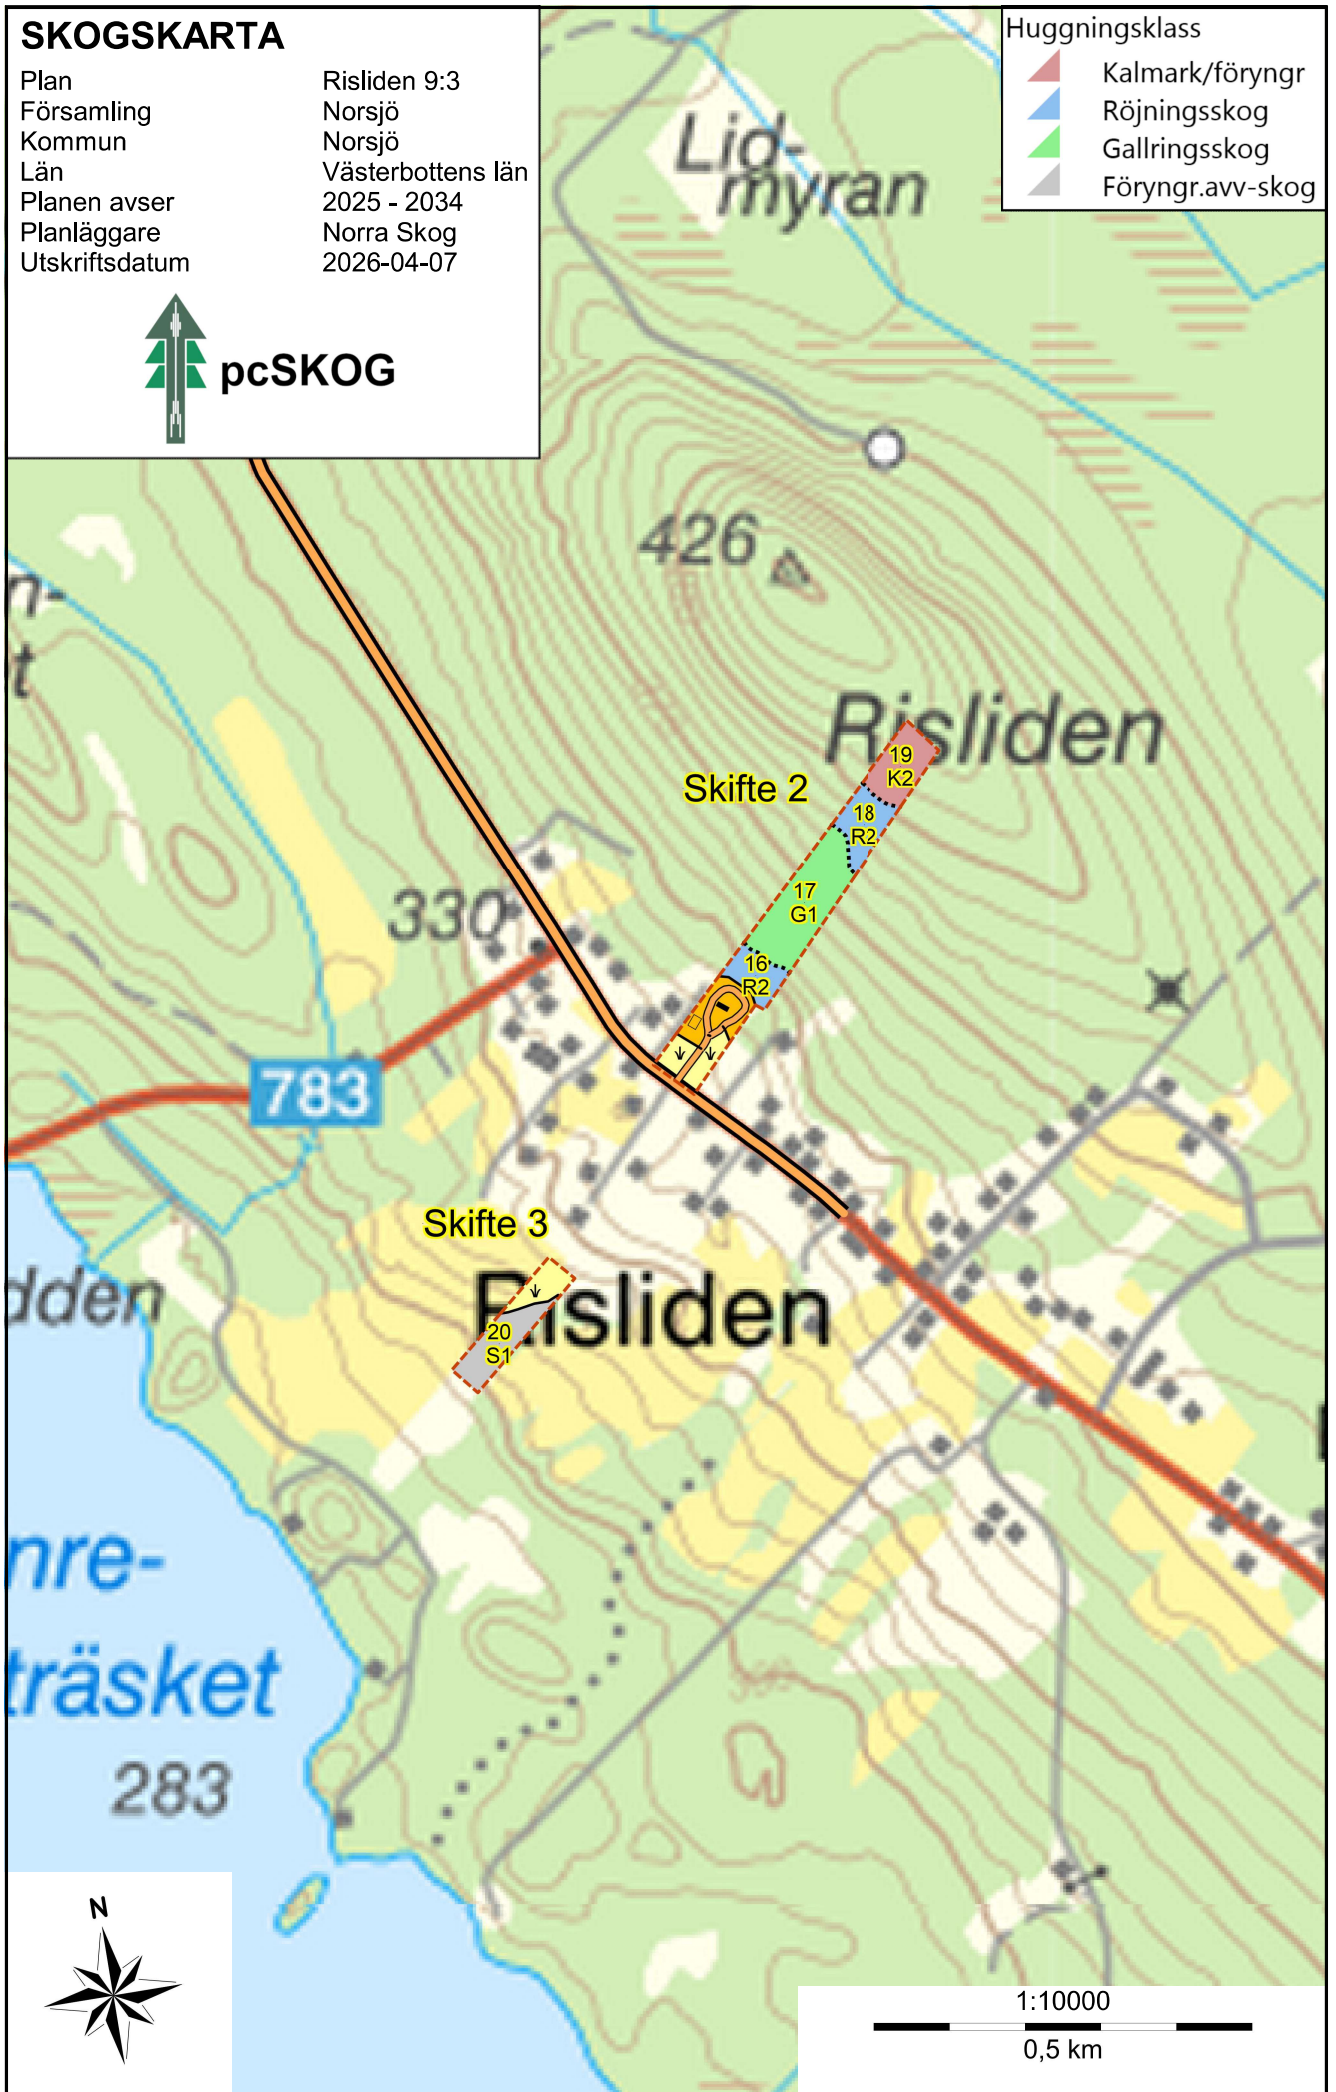 SKOGSKARTA
Plan Risliden 9:3
Församling Norsjö
Kommun Norsjö
Län Västerbottens län
Planen avser 2025 - 2034
Planläggare Norra Skog
Utskriftsdatum 2026-04-07
pcSKOG
Huggningsklass
Kalmark/föryngr
Röjningsskog
Gallringsskog
Föryngr.avv-skog
Lid-
myran
426
n-
t
Risliden
19
K2
Skifte 2
18
R2
17
G1
330
16
R2
783
Skifte 3
dden
Risliden
20
S1
nre-
träsket
283
N
1:10000
0,5 km